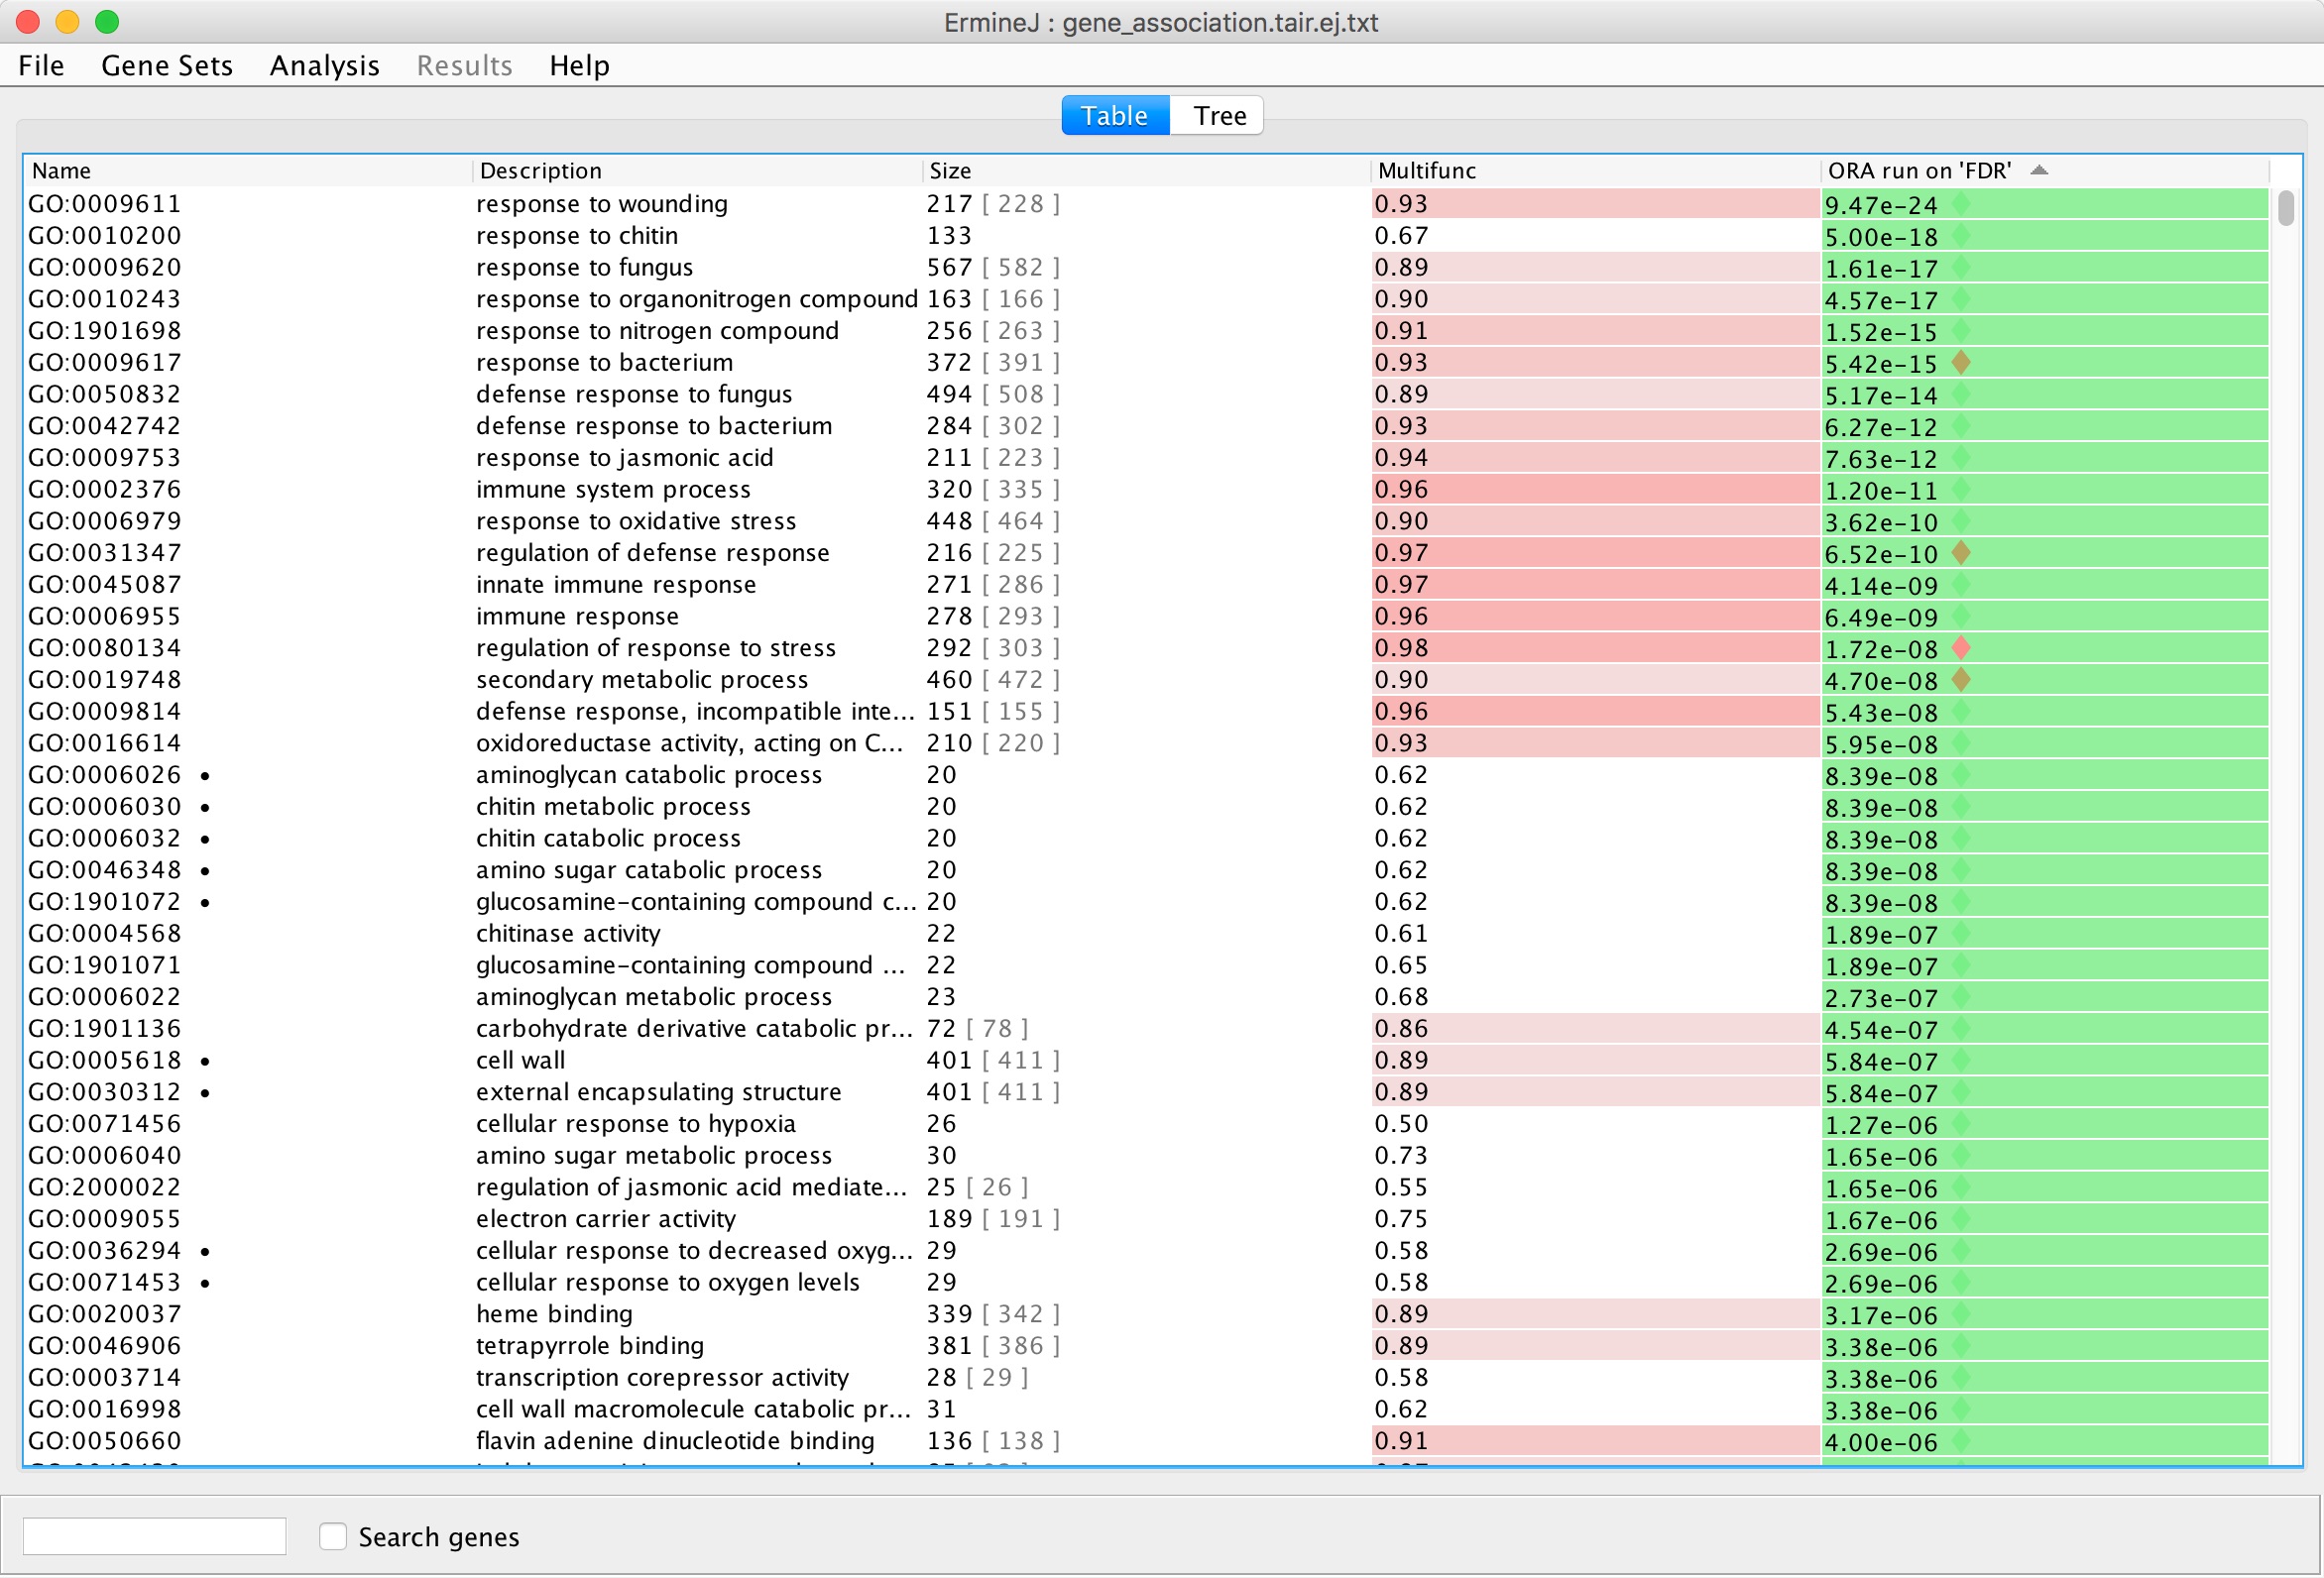 ErmineJ : gene_association.tair.ej.txt
File Gene Sets Analysis Results Help
Table Tree
Name Description Size Multifunc ORA run on 'FDR'
GO:0009611 response to wounding 217 [ 228 ] 0.93 9.47e-24
GO:0010200 response to chitin 133 0.67 5.00e-18
GO:0009620 response to fungus 567 [ 582 ] 0.89 1.61e-17
GO:0010243 response to organonitrogen compound 163 [ 166 ] 0.90 4.57e-17
GO:1901698 response to nitrogen compound 256 [ 263 ] 0.91 1.52e-15
GO:0009617 response to bacterium 372 [ 391 ] 0.93 5.42e-15
GO:0050832 defense response to fungus 494 [ 508 ] 0.89 5.17e-14
GO:0042742 defense response to bacterium 284 [ 302 ] 0.93 6.27e-12
GO:0009753 response to jasmonic acid 211 [ 223 ] 0.94 7.63e-12
GO:0002376 immune system process 320 [ 335 ] 0.96 1.20e-11
GO:0006979 response to oxidative stress 448 [ 464 ] 0.90 3.62e-10
GO:0031347 regulation of defense response 216 [ 225 ] 0.97 6.52e-10
GO:0045087 innate immune response 271 [ 286 ] 0.97 4.14e-09
GO:0006955 immune response 278 [ 293 ] 0.96 6.49e-09
GO:0080134 regulation of response to stress 292 [ 303 ] 0.98 1.72e-08
GO:0019748 secondary metabolic process 460 [ 472 ] 0.90 4.70e-08
GO:0009814 defense response, incompatible inte... 151 [ 155 ] 0.96 5.43e-08
GO:0016614 oxidoreductase activity, acting on C... 210 [ 220 ] 0.93 5.95e-08
GO:0006026 • aminoglycan catabolic process 20 0.62 8.39e-08
GO:0006030 • chitin metabolic process 20 0.62 8.39e-08
GO:0006032 • chitin catabolic process 20 0.62 8.39e-08
GO:0046348 • amino sugar catabolic process 20 0.62 8.39e-08
GO:1901072 • glucosamine-containing compound c... 20 0.62 8.39e-08
GO:0004568 chitinase activity 22 0.61 1.89e-07
GO:1901071 glucosamine-containing compound ... 22 0.65 1.89e-07
GO:0006022 aminoglycan metabolic process 23 0.68 2.73e-07
GO:1901136 carbohydrate derivative catabolic pr... 72 [ 78 ] 0.86 4.54e-07
GO:0005618 • cell wall 401 [ 411 ] 0.89 5.84e-07
GO:0030312 • external encapsulating structure 401 [ 411 ] 0.89 5.84e-07
GO:0071456 cellular response to hypoxia 26 0.50 1.27e-06
GO:0006040 amino sugar metabolic process 30 0.73 1.65e-06
GO:2000022 regulation of jasmonic acid mediate... 25 [ 26 ] 0.55 1.65e-06
GO:0009055 electron carrier activity 189 [ 191 ] 0.75 1.67e-06
GO:0036294 • cellular response to decreased oxyg... 29 0.58 2.69e-06
GO:0071453 • cellular response to oxygen levels 29 0.58 2.69e-06
GO:0020037 heme binding 339 [ 342 ] 0.89 3.17e-06
GO:0046906 tetrapyrrole binding 381 [ 386 ] 0.89 3.38e-06
GO:0003714 transcription corepressor activity 28 [ 29 ] 0.58 3.38e-06
GO:0016998 cell wall macromolecule catabolic pr... 31 0.62 3.38e-06
GO:0050660 flavin adenine dinucleotide binding 136 [ 138 ] 0.91 4.00e-06
Search genes